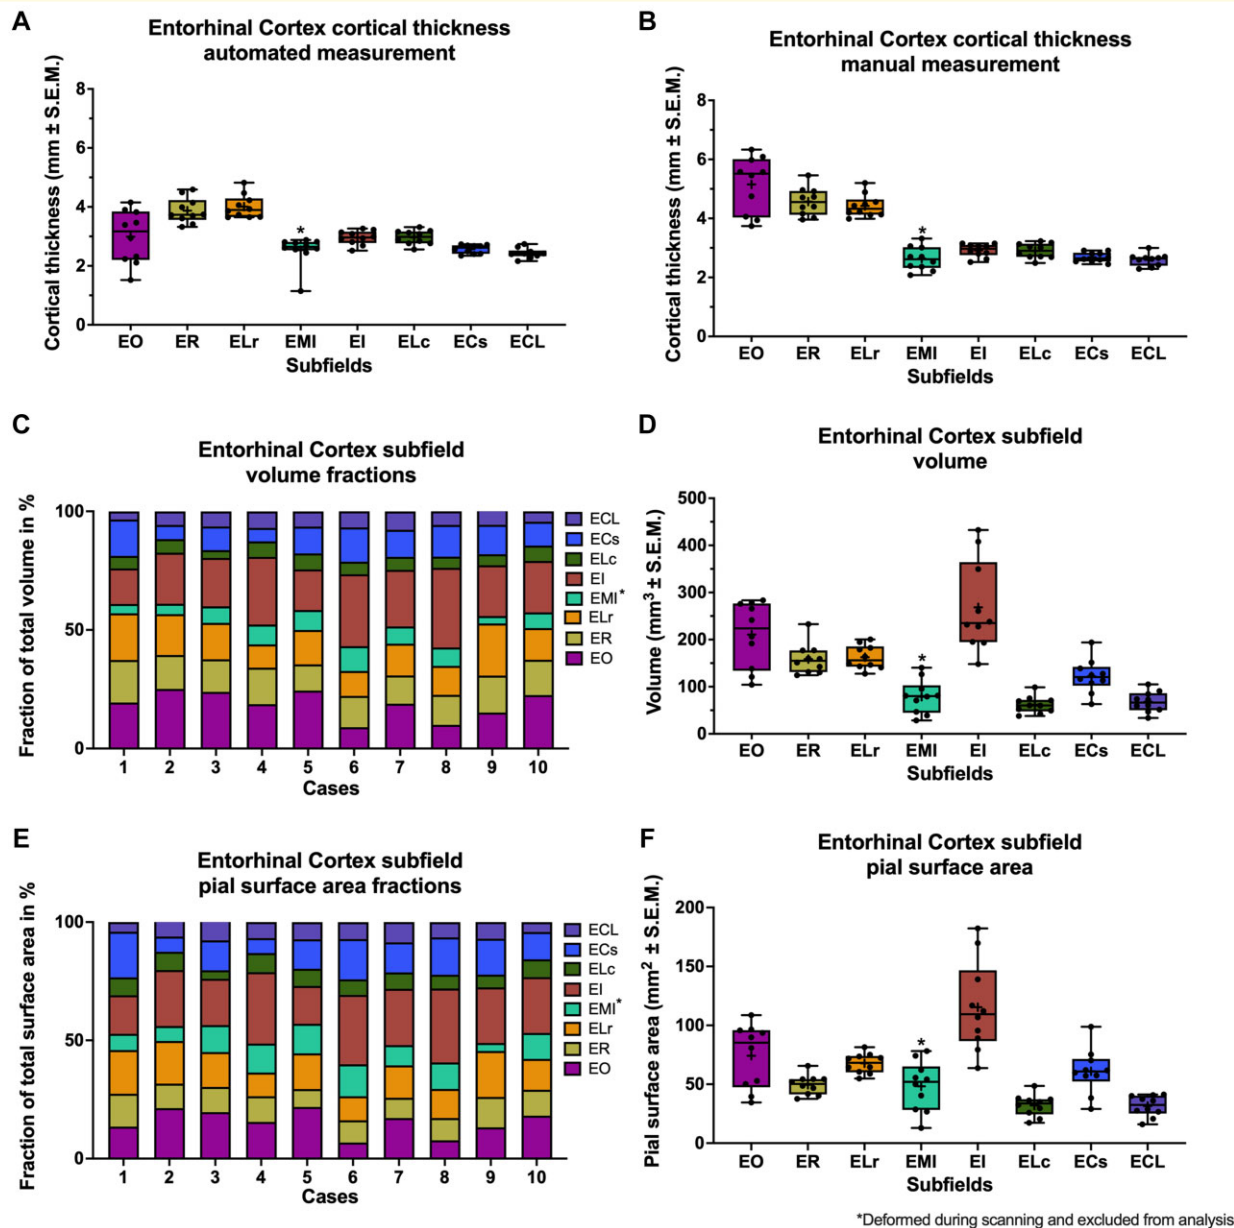 A
Entorhinal Cortex cortical thickness
automated measurement
Cortical thickness (mm ± S.E.M.)
8
6
4
2
0
*
EO ER ELr EMI EI ELc ECs ECL
Subfields
B
Entorhinal Cortex cortical thickness
manual measurement
Cortical thickness (mm ± S.E.M.)
8
6
4
2
0
*
EO ER ELr EMI EI ELc ECs ECL
Subfields
C
Entorhinal Cortex subfield
volume fractions
Fraction of total volume in %
100
50
0
1 2 3 4 5 6 7 8 9 10
Cases
ECL
ECs
ELc
EI
EMI*
ELr
ER
EO
D
Entorhinal Cortex subfield
volume
Volume (mm³ ± S.E.M.)
500
400
300
200
100
0
*
EO ER ELr EMI EI ELc ECs ECL
Subfields
E
Entorhinal Cortex subfield
pial surface area fractions
Fraction of total surface area in %
100
50
0
1 2 3 4 5 6 7 8 9 10
Cases
ECL
ECs
ELc
EI
EMI*
ELr
ER
EO
F
Entorhinal Cortex subfield
pial surface area
Pial surface area (mm² ± S.E.M.)
200
150
100
50
0
*
EO ER ELr EMI EI ELc ECs ECL
Subfields
*Deformed during scanning and excluded from analysis